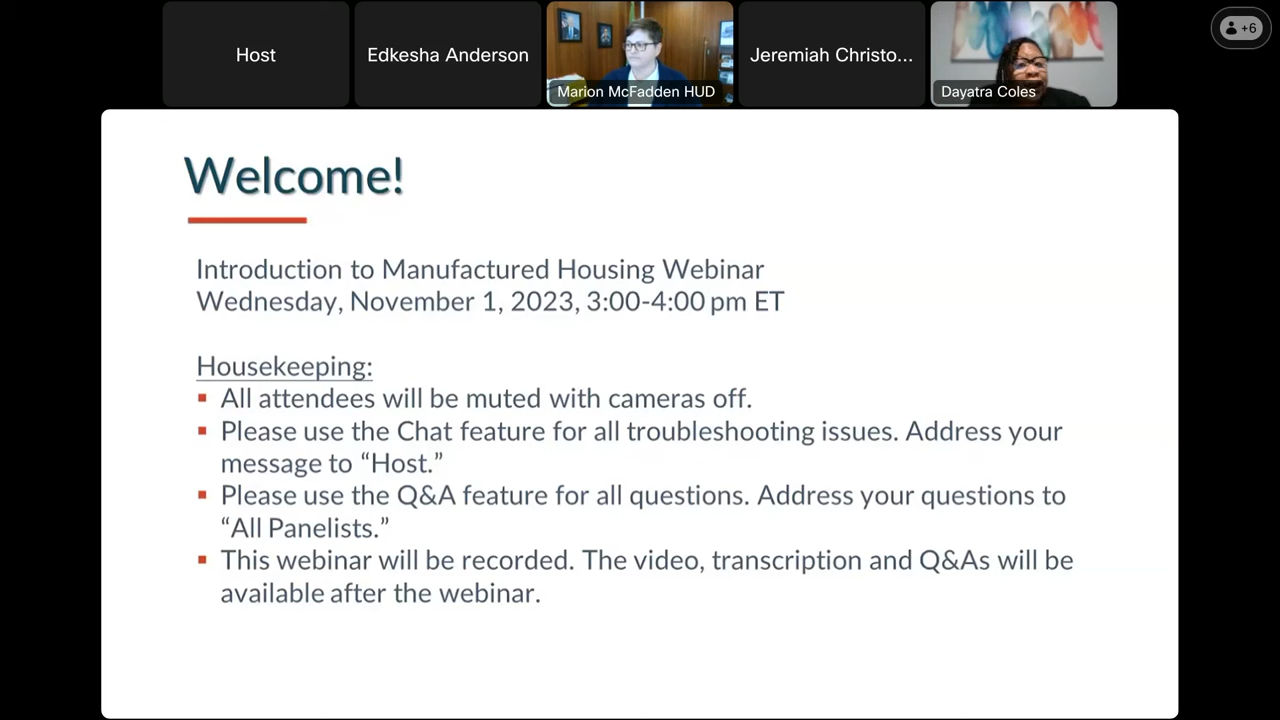 Host
Edkesha Anderson
Marion McFadden HUD
Jeremiah Christo...
Dayatra Coles
+6
Welcome!
Introduction to Manufactured Housing Webinar
Wednesday, November 1, 2023, 3:00-4:00 pm ET
Housekeeping:
▪ All attendees will be muted with cameras off.
▪ Please use the Chat feature for all troubleshooting issues. Address your
message to “Host.”
▪ Please use the Q&A feature for all questions. Address your questions to
“All Panelists.”
▪ This webinar will be recorded. The video, transcription and Q&As will be
available after the webinar.